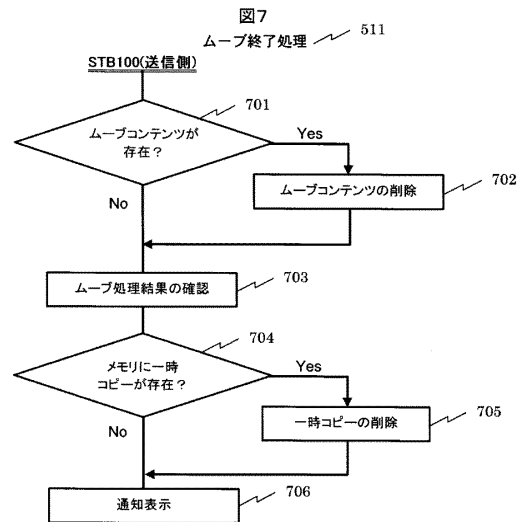 図7
ムーブ終了処理 511
STB100(送信側)
701
ムーブコンテンツが
存在?
Yes
No
ムーブコンテンツの削除
702
ムーブ処理結果の確認
703
704
メモリに一時
コピーが存在?
Yes
No
一時コピーの削除
705
通知表示
706